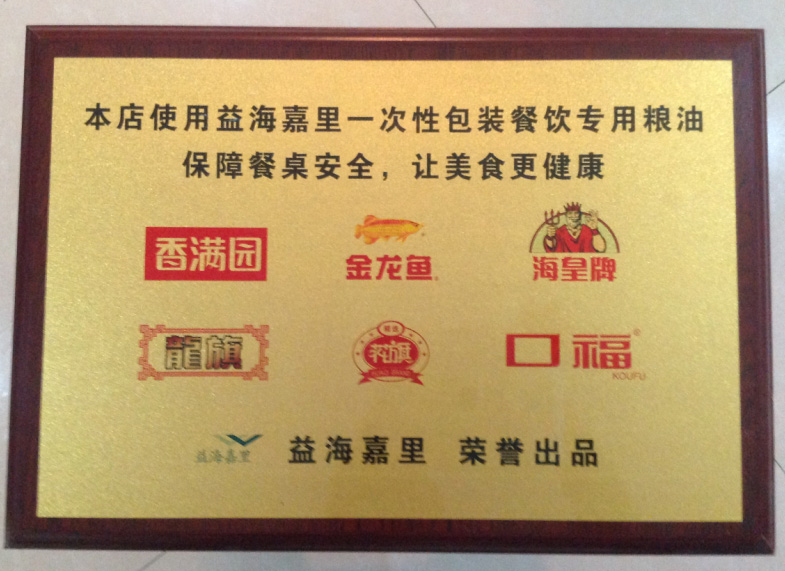 本店使用益海嘉里一次性包装餐饮专用粮油
保障餐桌安全，让美食更健康
香满园
金龙鱼
海皇牌
龍旗
口福
KOUFU
益海嘉里
益海嘉里 荣誉出品